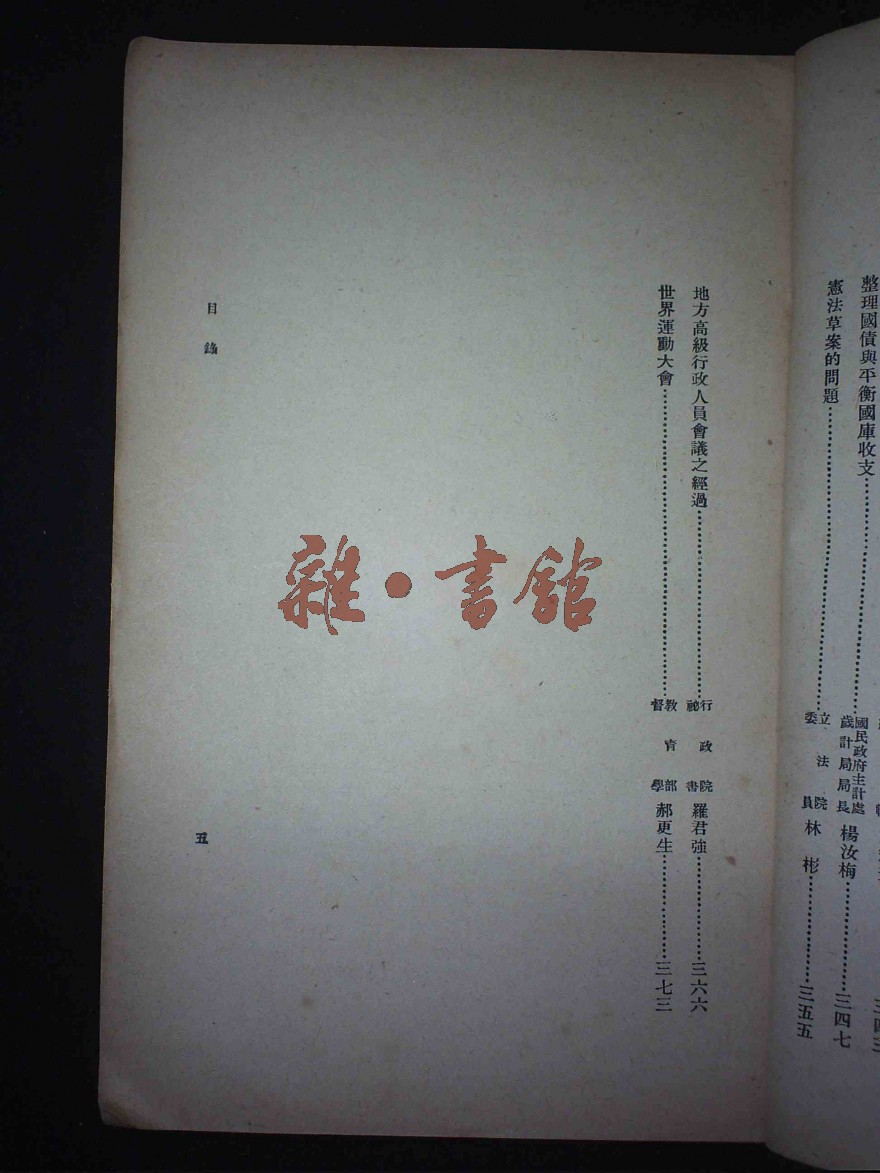 整理國債與平衡國庫收支……國民政府主計處歲計局局長 楊汝梅……三四七
憲法草案的問題……立法院委員 林彬……三五五
地方高級行政人員會議之經過……行政院祕書 羅君強……三六六
世界運動大會……教育部督學 郝更生……三七三
目錄
五
雜·書館